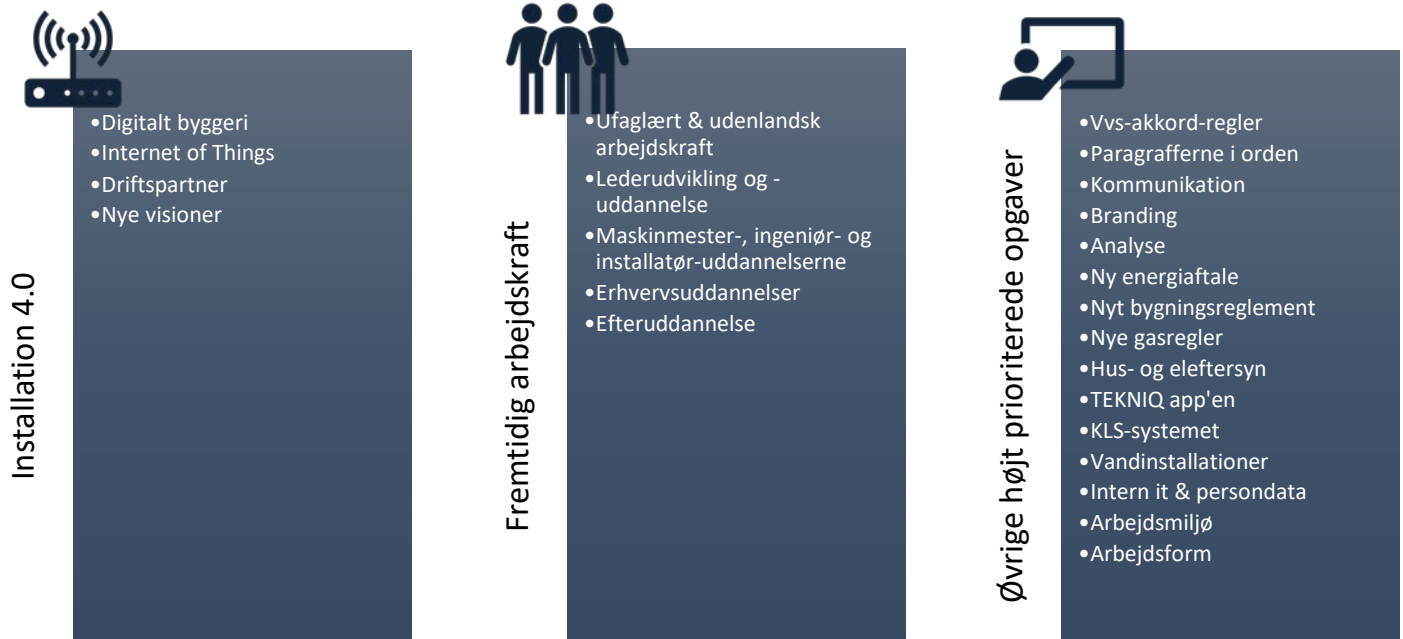 Installation 4.0
•Digitalt byggeri
•Internet of Things
•Driftspartner
•Nye visioner
Fremtidig arbejdskraft
•Ufaglært & udenlandsk
arbejdskraft
•Lederudvikling og -
uddannelse
•Maskinmester-, ingeniør- og
installatør-uddannelserne
•Erhvervsuddannelser
•Efteruddannelse
Øvrige højt prioriterede opgaver
•Vvs-akkord-regler
•Paragrafferne i orden
•Kommunikation
•Branding
•Analyse
•Ny energiaftale
•Nyt bygningsreglement
•Nye gasregler
•Hus- og eleftersyn
•TEKNIQ app'en
•KLS-systemet
•Vandinstallationer
•Intern it & persondata
•Arbejdsmiljø
•Arbejdsform